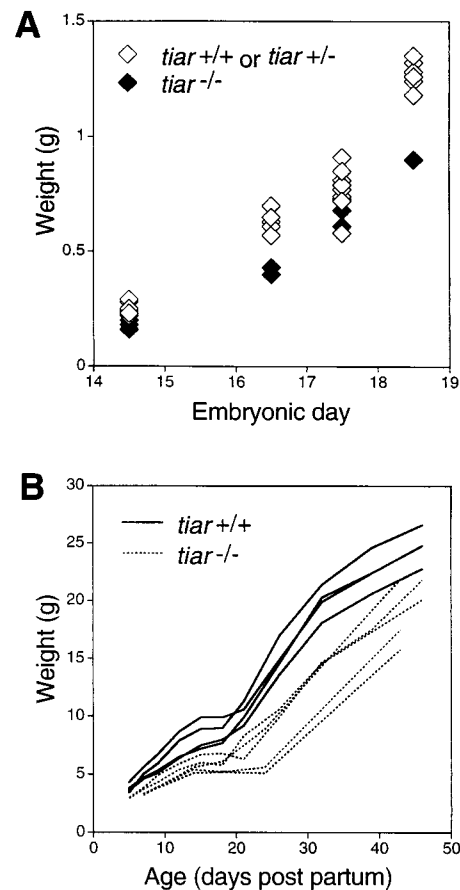 A
1.5
1
0.5
0
Weight (g)
tiar +/+ or tiar +/-
tiar -/-
14 15 16 17 18 19
Embryonic day
B
30
25
20
15
10
5
0
Weight (g)
tiar +/+
tiar -/-
0 10 20 30 40 50
Age (days post partum)